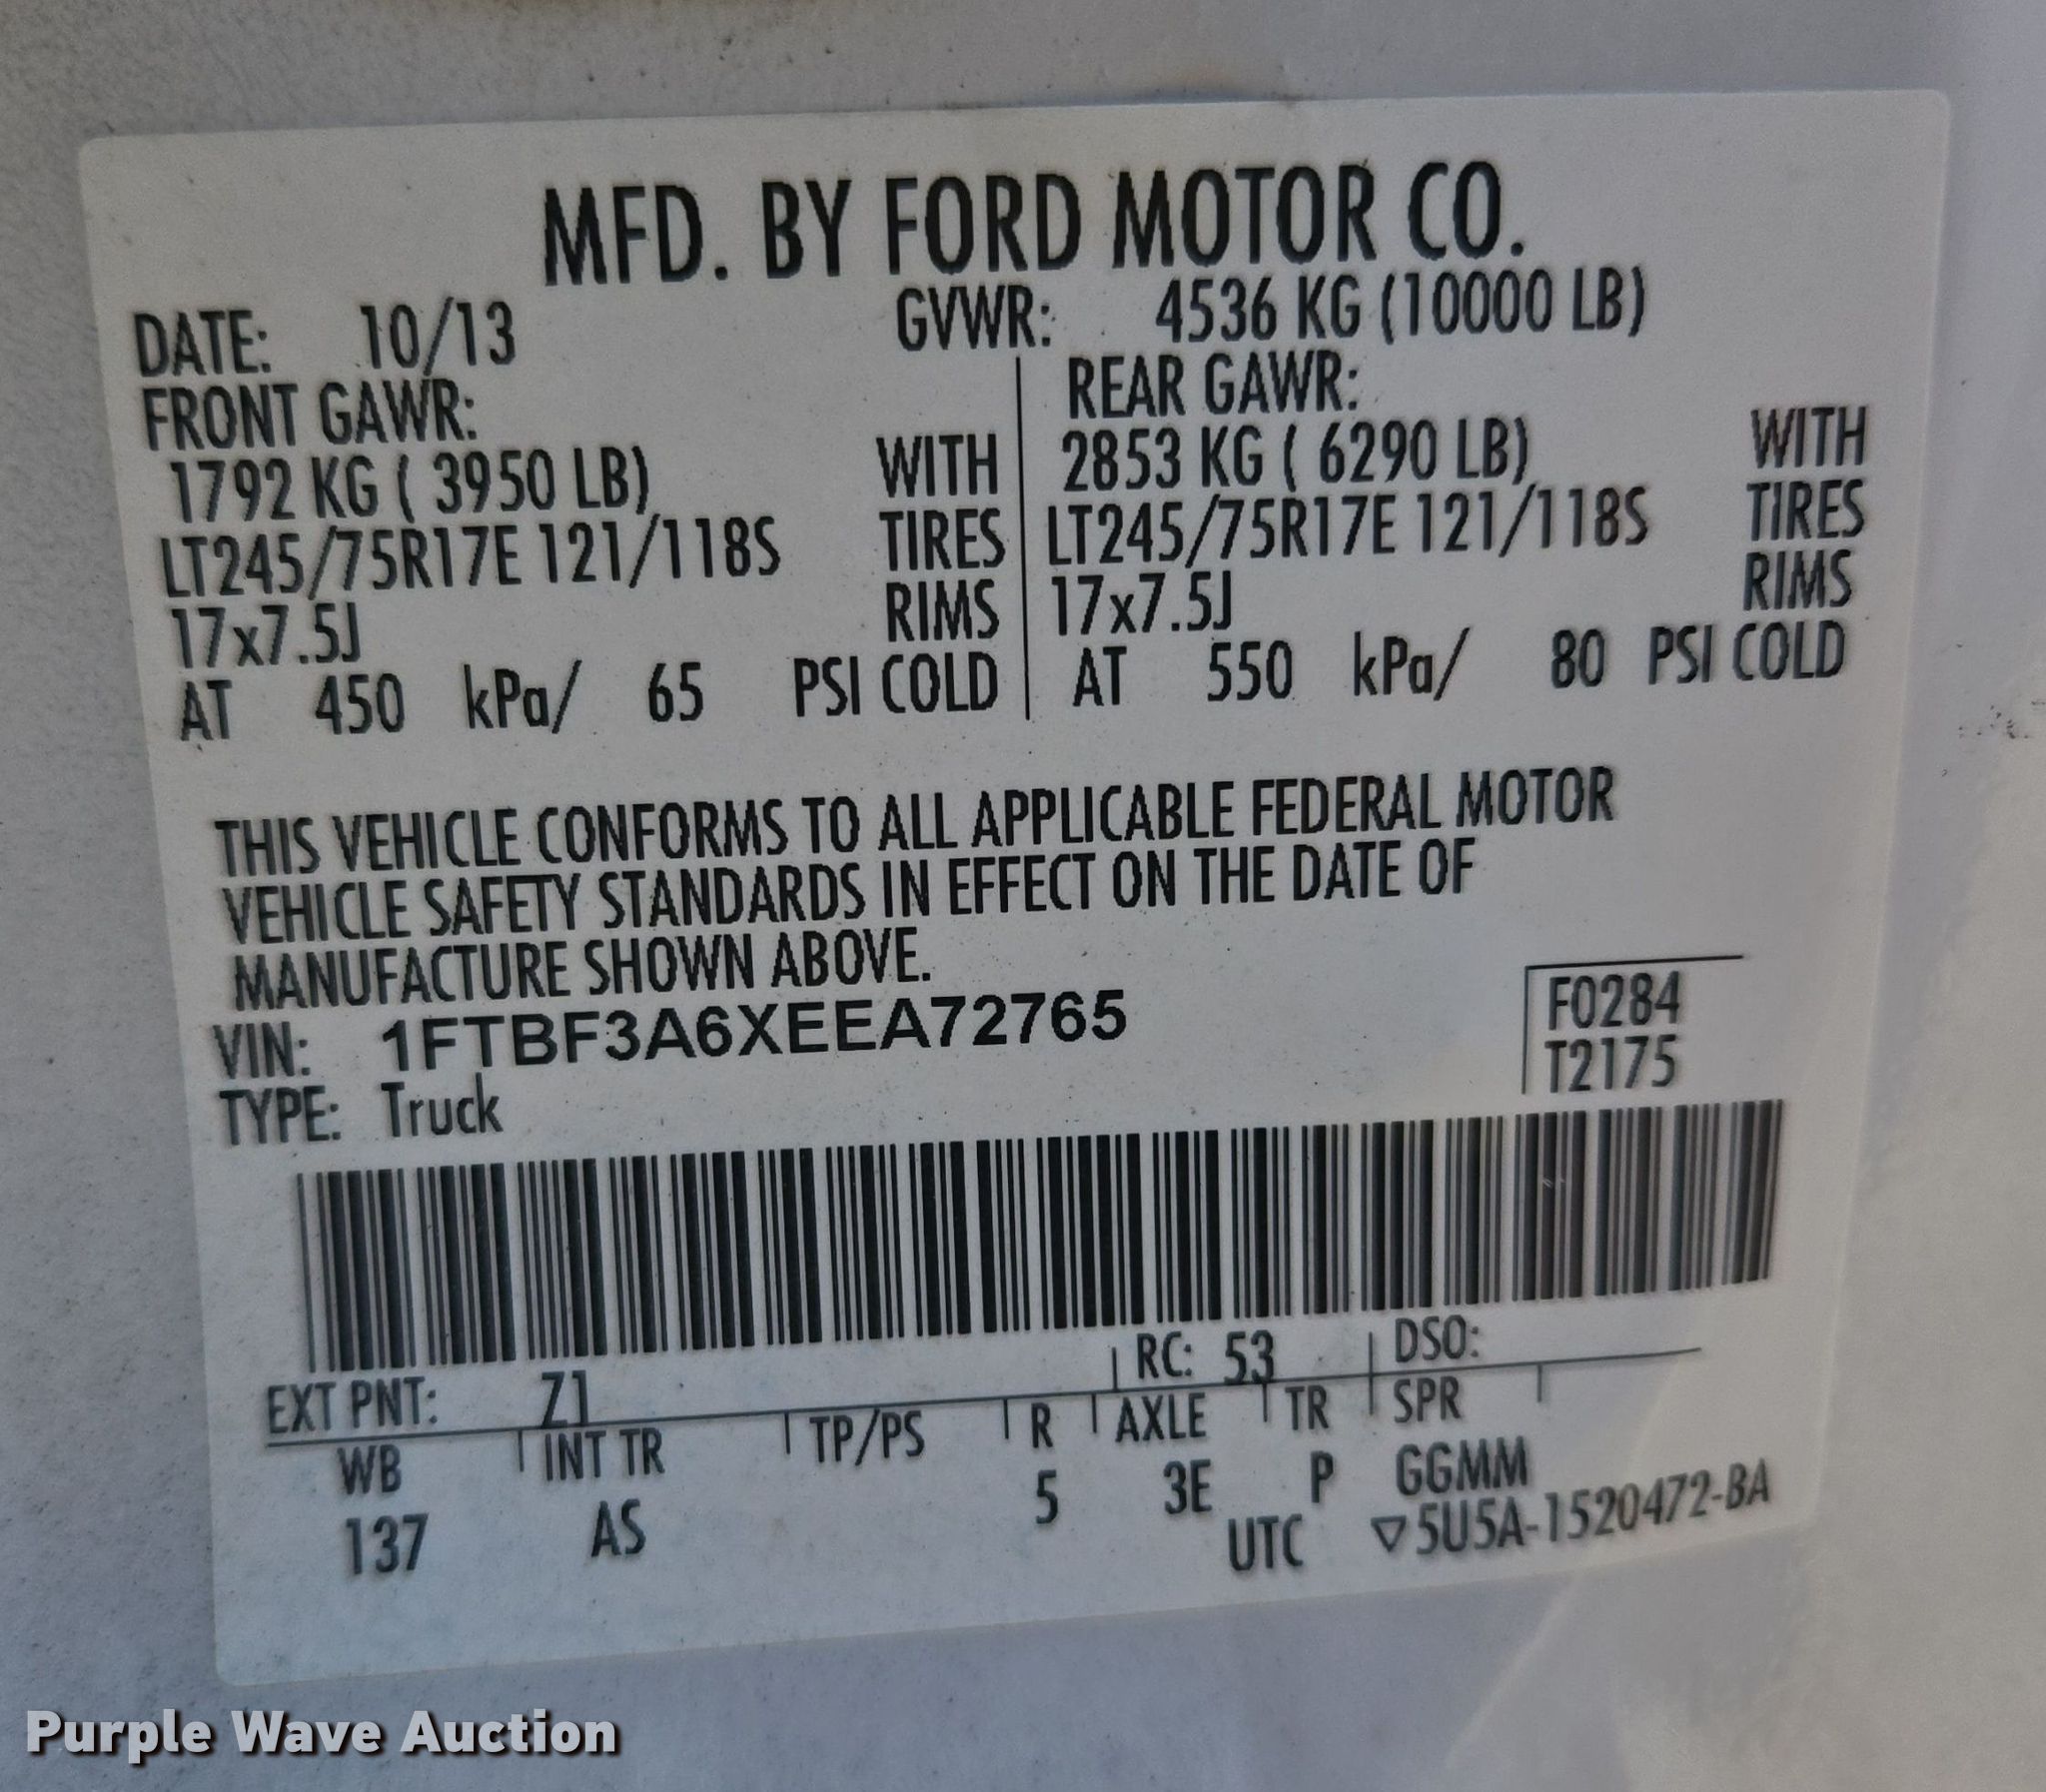 MFD. BY FORD MOTOR CO.
DATE: 10/13 GVWR: 4536 KG (10000 LB)
FRONT GAWR: REAR GAWR:
1792 KG ( 3950 LB) WITH 2853 KG ( 6290 LB) WITH
LT245/75R17E 121/118S TIRES LT245/75R17E 121/118S TIRES
17x7.5J RIMS 17x7.5J RIMS
AT 450 kPa/ 65 PSI COLD AT 550 kPa/ 80 PSI COLD
THIS VEHICLE CONFORMS TO ALL APPLICABLE FEDERAL MOTOR
VEHICLE SAFETY STANDARDS IN EFFECT ON THE DATE OF
MANUFACTURE SHOWN ABOVE.
VIN: 1FTBF3A6XEEA72765 F0284
TYPE: Truck T2175
EXT PNT: Z1 RC: 53 DSO:
WB INT TR TP/PS R AXLE TR SPR
137 AS 5 3E P GGMM
UTC ▽5U5A-1520472-BA
Purple Wave Auction